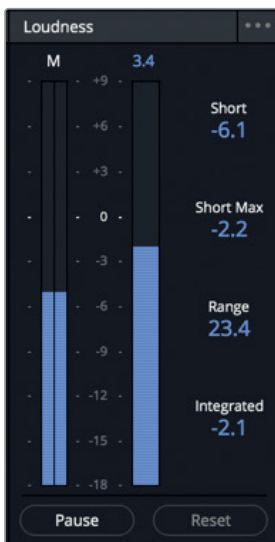 Loudness •••
M 3.4
- +9 -
- +6 -
- +3 -
- 0 -
- -3 -
- -6 -
- -9 -
- -12 -
- -15 -
- -18 -
Short
-6.1
Short Max
-2.2
Range
23.4
Integrated
-2.1
Pause Reset